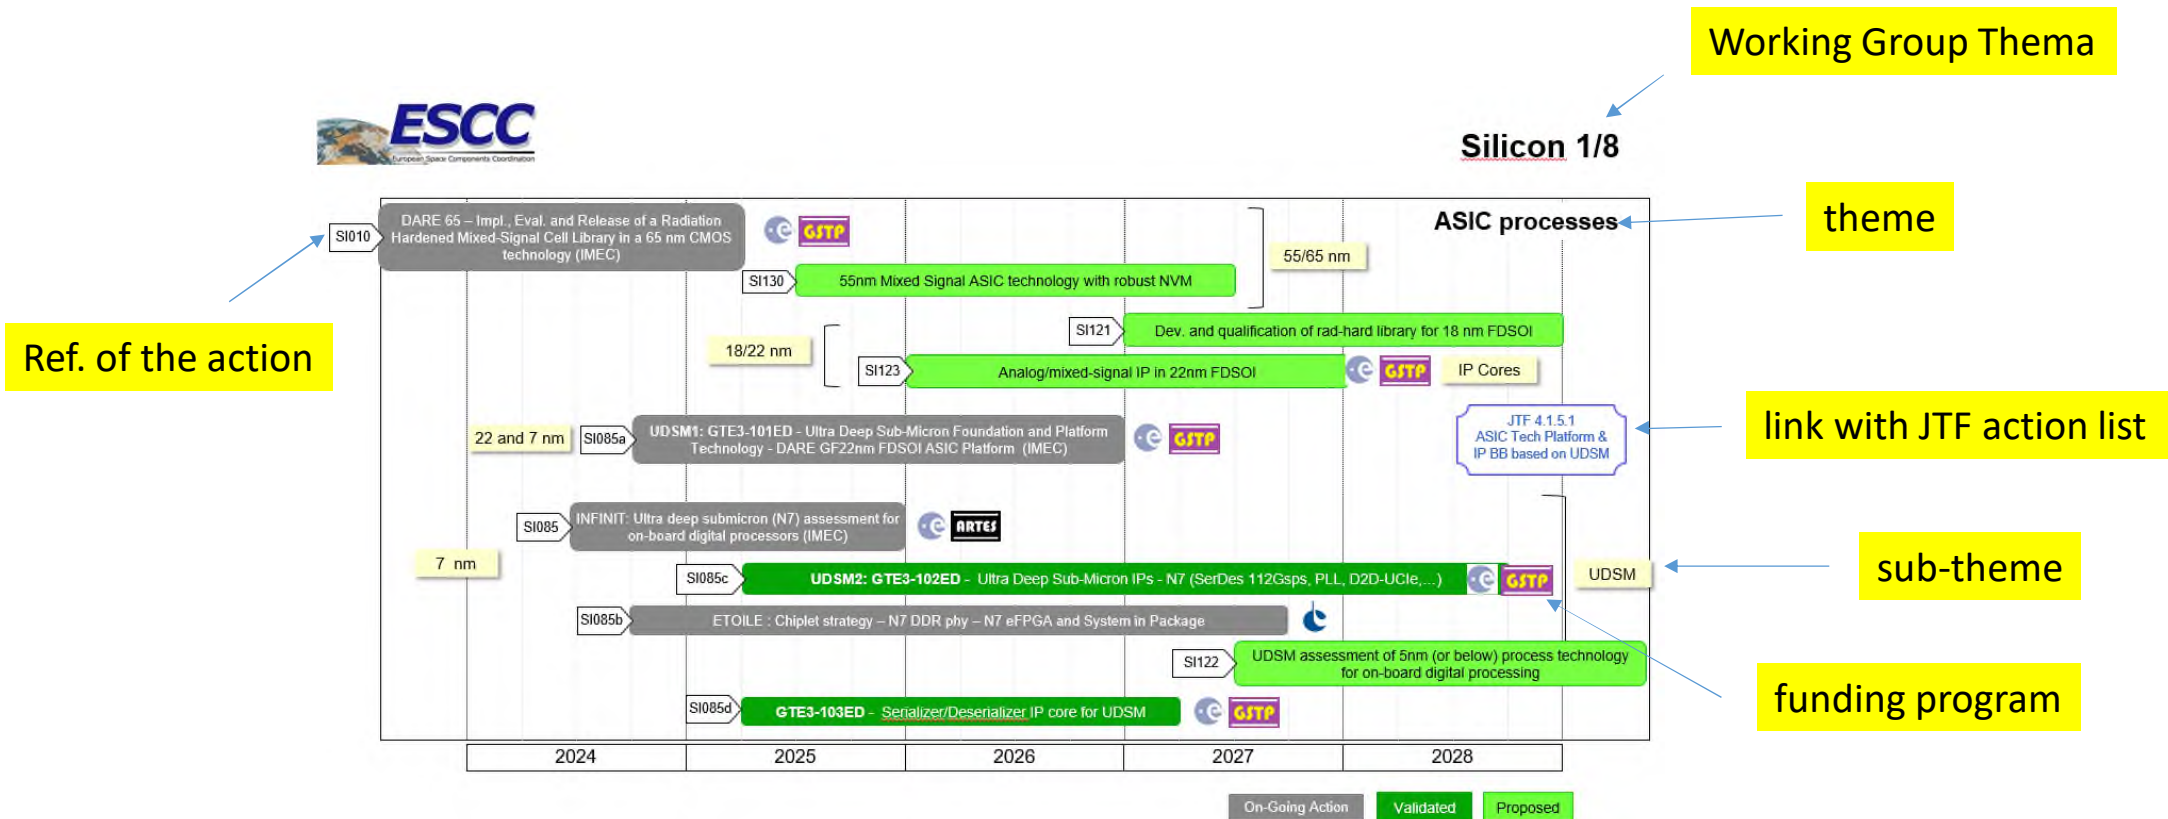 Working Group Thema
ESCC
European Space Components Coordination
Silicon 1/8
theme
ASIC processes
SI010
DARE 65 – Impl., Eval. and Release of a Radiation
Hardened Mixed-Signal Cell Library in a 65 nm CMOS
technology (IMEC)
e GSTP
55/65 nm
SI130
55nm Mixed Signal ASIC technology with robust NVM
Ref. of the action
SI121
Dev. and qualification of rad-hard library for 18 nm FDSOI
18/22 nm
SI123
Analog/mixed-signal IP in 22nm FDSOI
e GSTP
IP Cores
JTF 4.1.5.1
ASIC Tech Platform &
IP BB based on UDSM
link with JTF action list
22 and 7 nm
SI085a
UDSM1: GTE3-101ED - Ultra Deep Sub-Micron Foundation and Platform
Technology - DARE GF22nm FDSOI ASIC Platform (IMEC)
e GSTP
SI085
INFINIT: Ultra deep submicron (N7) assessment for
on-board digital processors (IMEC)
e ARTES
7 nm
SI085c
UDSM2: GTE3-102ED - Ultra Deep Sub-Micron IPs - N7 (SerDes 112Gsps, PLL, D2D-UCIe,...)
e GSTP
UDSM
sub-theme
SI085b
ETOILE : Chiplet strategy – N7 DDR phy – N7 eFPGA and System in Package
SI122
UDSM assessment of 5nm (or below) process technology
for on-board digital processing
funding program
SI085d
GTE3-103ED - Serializer/Deserializer IP core for UDSM
e GSTP
2024
2025
2026
2027
2028
On-Going Action
Validated
Proposed